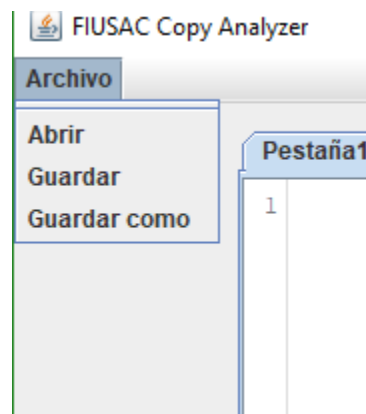 FIUSAC Copy Analyzer
Archivo
Abrir
Guardar
Guardar como
Pestaña1
1